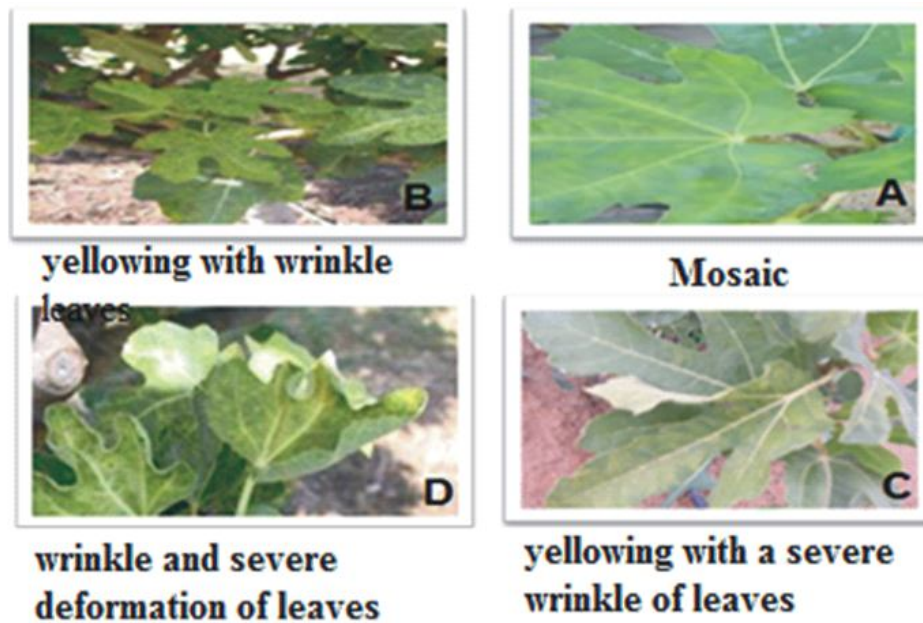 B
A
yellowing with wrinkle
leaves
Mosaic
D
C
wrinkle and severe
deformation of leaves
yellowing with a severe
wrinkle of leaves